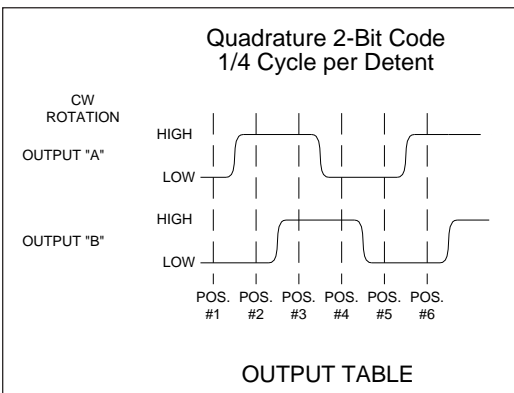 Quadrature 2-Bit Code
1/4 Cycle per Detent
CW
ROTATION
HIGH
OUTPUT "A"
LOW
HIGH
OUTPUT "B"
LOW
POS. POS. POS. POS. POS. POS.
#1 #2 #3 #4 #5 #6
OUTPUT TABLE